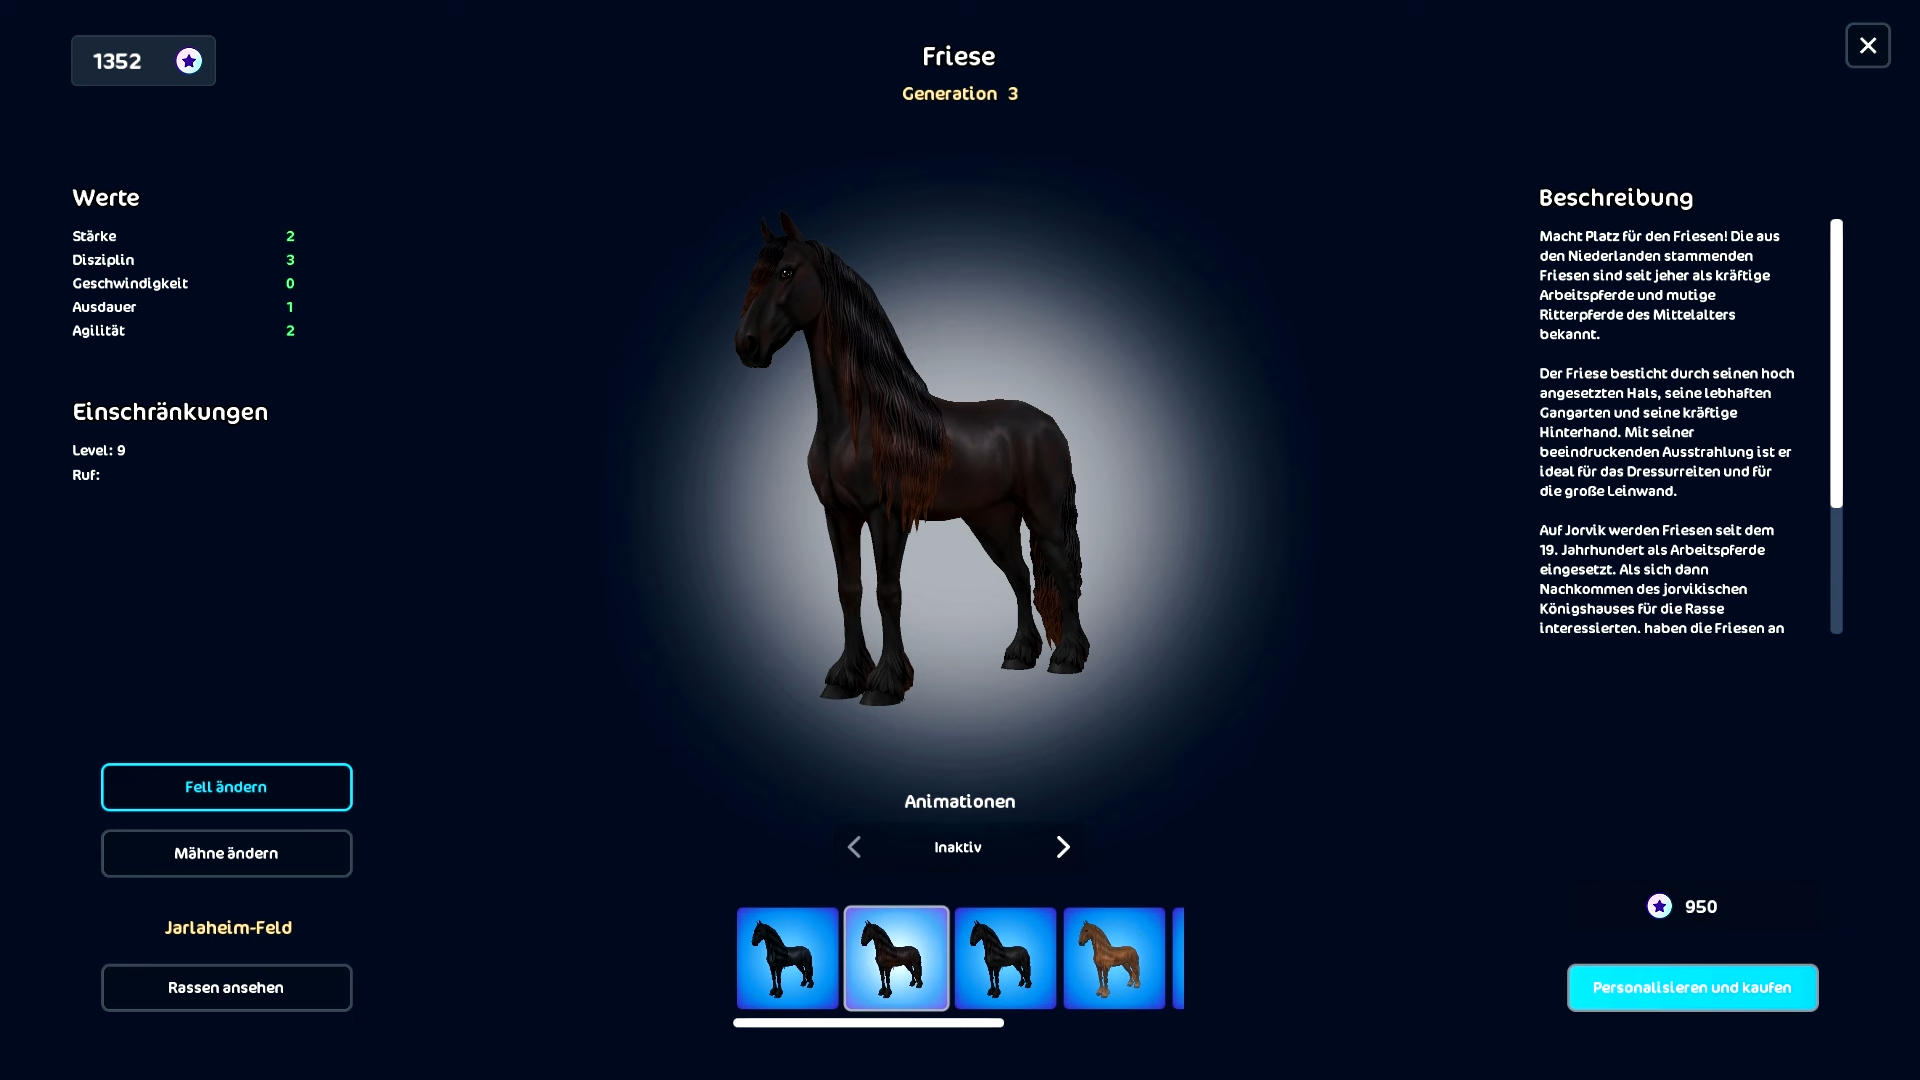 1352
Friese
Generation 3
Werte
Stärke 2
Disziplin 3
Geschwindigkeit 0
Ausdauer 1
Agilität 2
Einschränkungen
Level: 9
Ruf:
Beschreibung
Macht Platz für den Friesen! Die aus
den Niederlanden stammenden
Friesen sind seit jeher als kräftige
Arbeitspferde und mutige
Ritterpferde des Mittelalters
bekannt.
Der Friese besticht durch seinen hoch
angesetzten Hals, seine lebhaften
Gangarten und seine kräftige
Hinterhand. Mit seiner
beeindruckenden Ausstrahlung ist er
ideal für das Dressurreiten und für
die große Leinwand.
Auf Jorvik werden Friesen seit dem
19. Jahrhundert als Arbeitspferde
eingesetzt. Als sich dann
Nachkommen des jorvikischen
Königshauses für die Rasse
interessierten, haben die Friesen an
Fell ändern
Mähne ändern
Jarlaheim-Feld
Rassen ansehen
Animationen
Inaktiv
950
Personalisieren und kaufen